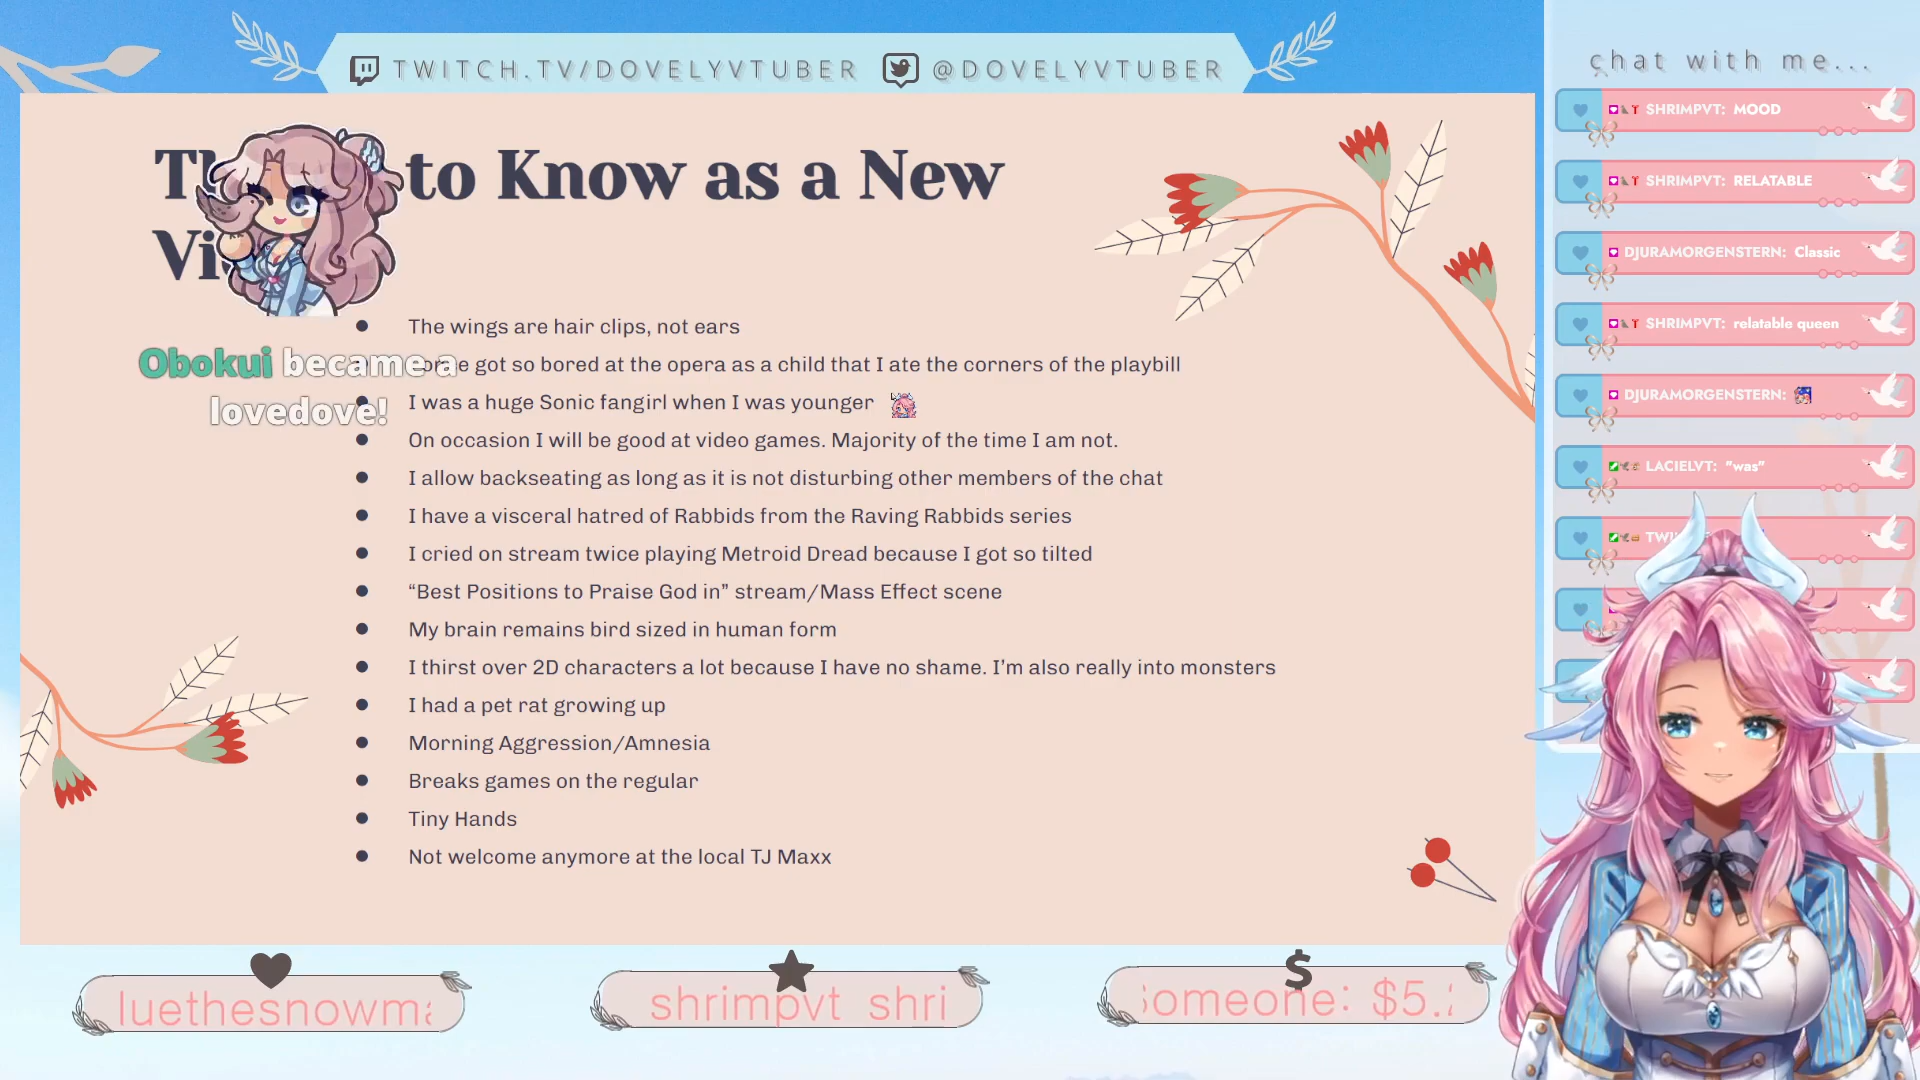 TWITCH.TV/DOVELYVTUBER @DOVELYVTUBER
to Know as a New
The wings are hair clips, not ears
got so bored at the opera as a child that I ate the corners of the playbill
I was a huge Sonic fangirl when I was younger
On occasion I will be good at video games. Majority of the time I am not.
I allow backseating as long as it is not disturbing other members of the chat
I have a visceral hatred of Rabbids from the Raving Rabbids series
I cried on stream twice playing Metroid Dread because I got so tilted
“Best Positions to Praise God in” stream/Mass Effect scene
My brain remains bird sized in human form
I thirst over 2D characters a lot because I have no shame. I’m also really into monsters
I had a pet rat growing up
Morning Aggression/Amnesia
Breaks games on the regular
Tiny Hands
Not welcome anymore at the local TJ Maxx
Obokui became a
lovedove!
luethesnowma
shrimpvt shri
omeone: $5.
chat with me...
SHRIMPVT: MOOD
SHRIMPVT: RELATABLE
DJURAMORGENSTERN: Classic
SHRIMPVT: relatable queen
DJURAMORGENSTERN:
LACIELVT: "was"